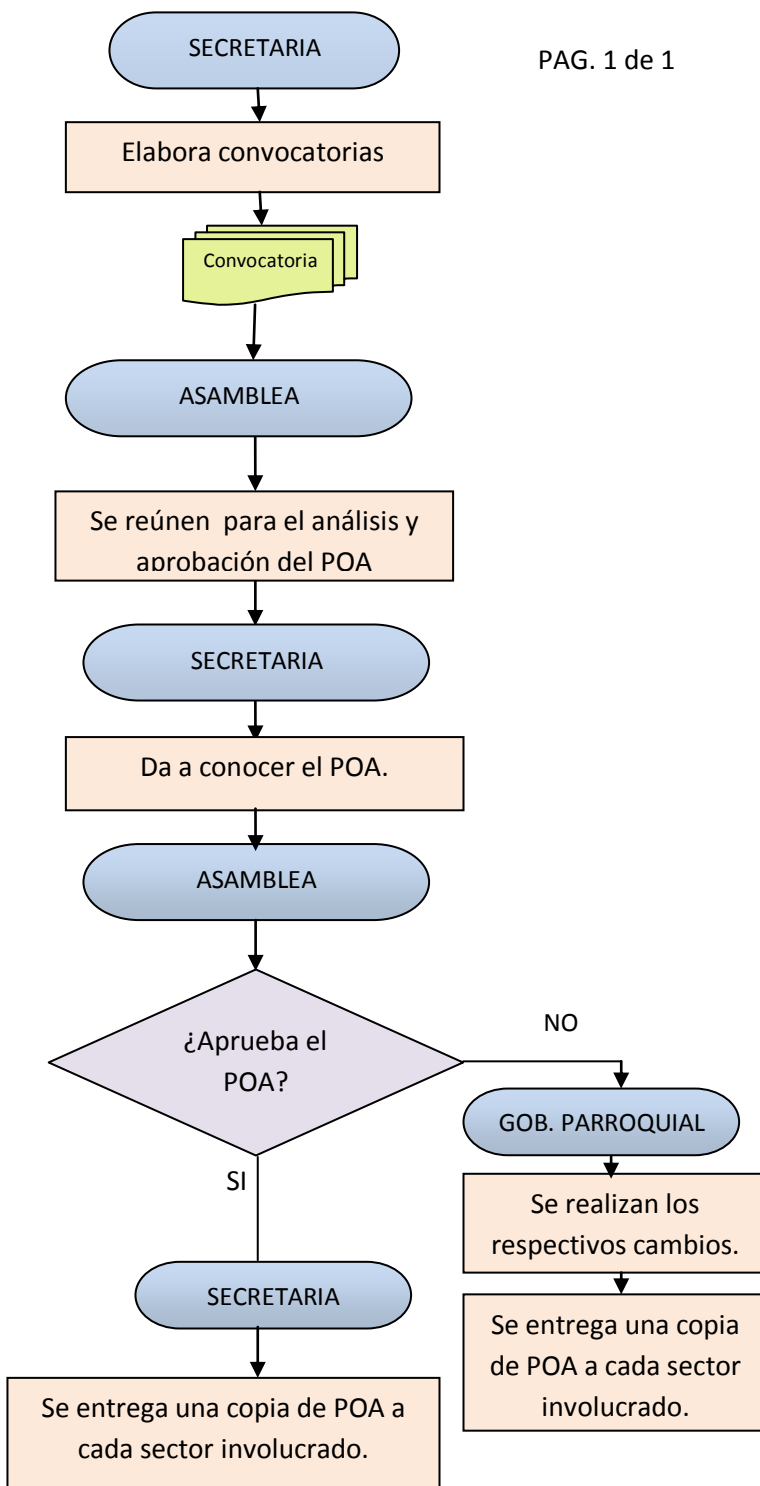 SECRETARIA
PAG. 1 de 1
Elabora convocatorias
Convocatoria
ASAMBLEA
Se reúnen para el análisis y
aprobación del POA
SECRETARIA
Da a conocer el POA.
ASAMBLEA
¿Aprueba el
POA?
NO
GOB. PARROQUIAL
SI
Se realizan los
respectivos cambios.
SECRETARIA
Se entrega una copia
de POA a cada sector
involucrado.
Se entrega una copia de POA a
cada sector involucrado.